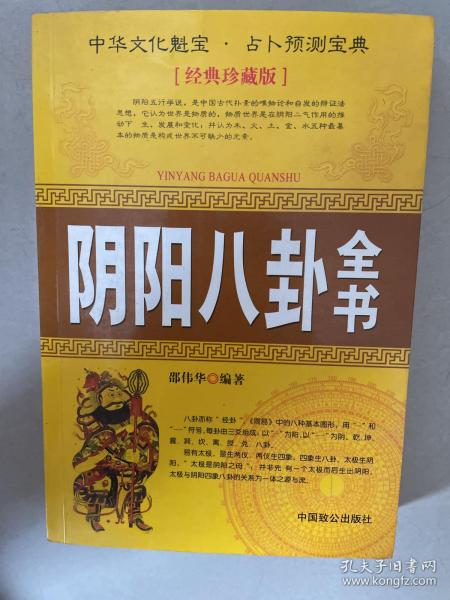 中华文化魁宝·占卜预测宝典
[经典珍藏版]
阴阳五行学说，是中国古代朴素的唯物论和自发的辩证法
思想，它认为世界是物质的，物质世界是在阴阳二气作用的推
动下 生、发展和变化；并认为木、火、土、金、水五种最基
本的物质是构成世界不可缺少的元素。
YINYANG BAGUA QUANSHU
阴阳八卦全书
邵伟华 编著
八卦亦称“经卦”，《周易》中的八种基本图形，用“一”和
“--”符号，每卦由三爻组成；以“一”为阳，以“--”为阴。乾、坤、
震、巽、坎、离、艮、兑，八卦。
易有太极，是生两仪，两仪生四象，四象生八卦，太极生阴
阳，“太极是阴阳之母”；并非先 有一个太极而后生出阴阳，
太极与阴阳四象八卦的关系为一体之源与流。
中国致公出版社
孔夫子旧书网
www.kongfz.com